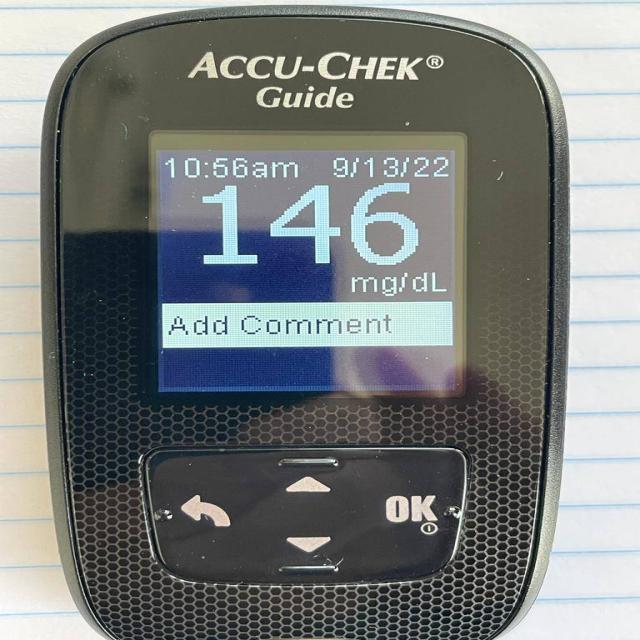 ACCU-CHEK®
Guide
10:56am 9/13/22
146
mg/dL
Add Comment
OK